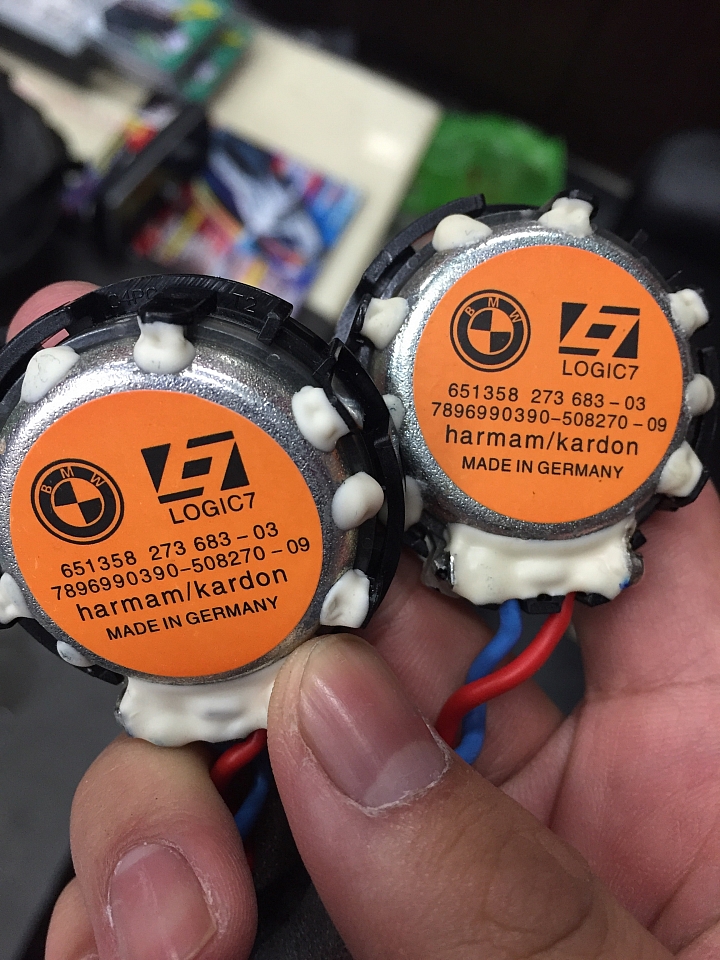 BMW
LOGIC7
651358 273 683-03
7896990390-508270-09
harmam/kardon
MADE IN GERMANY
BMW
LOGIC7
651358 273 683-03
7896990390-508270-09
harmam/kardon
MADE IN GERMANY